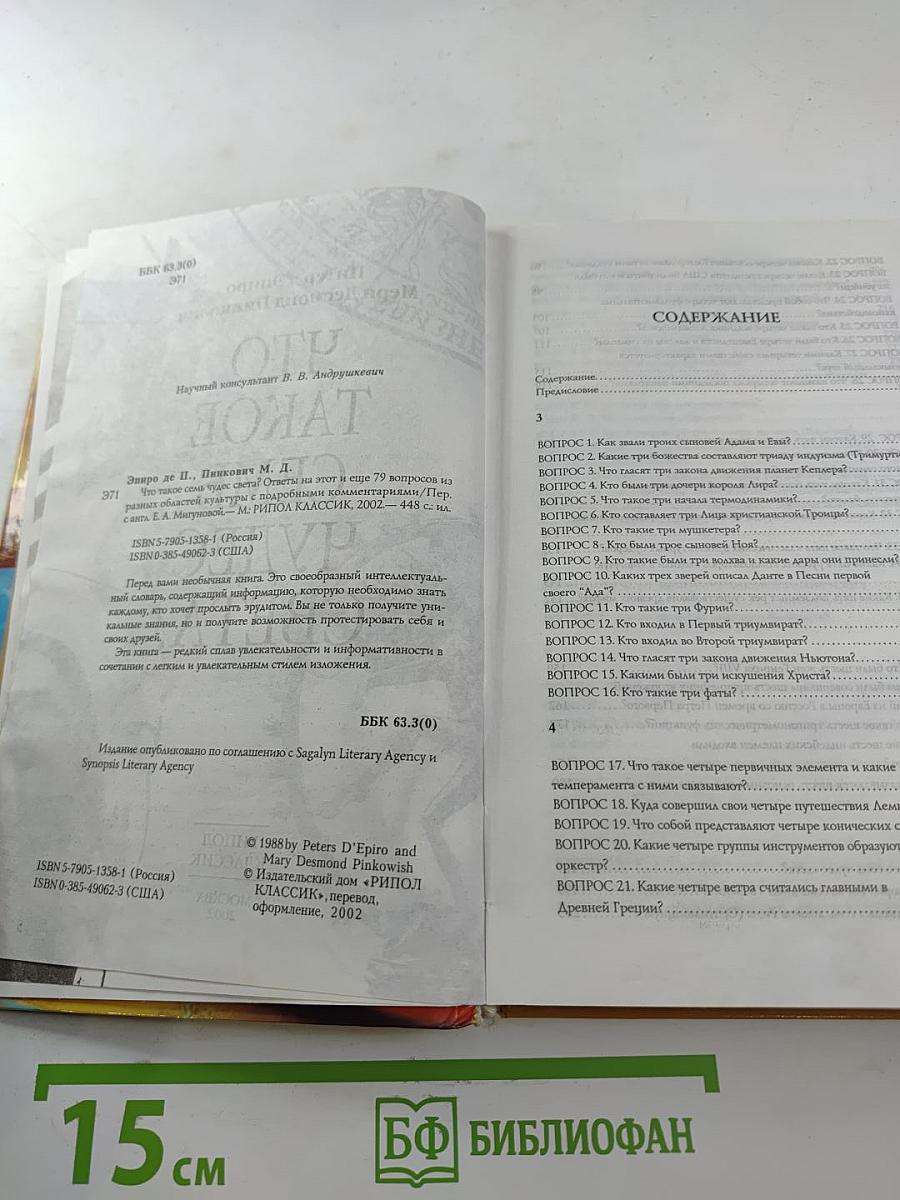 ББК 63.3(0)
Э71
Научный консультант В. В. Андрушкевич
Эпиро де П., Пинкович М. Д.
Э71
Что такое семь чудес света? Ответы на этот и еще 79 вопросов из
разных областей культуры с подробными комментариями/Пер.
с англ. Е. А. Мигуновой.— М.: РИПОЛ КЛАССИК, 2002.— 448 с.: ил.
ISBN 5-7905-1358-1 (Россия)
ISBN 0-385-49062-3 (США)
Перед вами необычная книга. Это своеобразный интеллектуаль-
ный словарь, содержащий информацию, которую необходимо знать
каждому, кто хочет прослыть эрудитом. Вы не только получите уни-
кальные знания, но и получите возможность протестировать себя и
своих друзей.
Эта книга — редкий сплав увлекательности и информативности в
сочетании с легким и увлекательным стилем изложения.
ББК 63.3(0)
Издание опубликовано по соглашению с Sagalyn Literary Agency и
Synopsis Literary Agency
© 1988 by Peters D'Epiro and
Mary Desmond Pinkowish
© Издательский дом «РИПОЛ
КЛАССИК», перевод,
оформление, 2002
ISBN 5-7905-1358-1 (Россия)
ISBN 0-385-49062-3 (США)
СОДЕРЖАНИЕ
Содержание
Предисловие
3
ВОПРОС 1. Как звали троих сыновей Адама и Евы?
ВОПРОС 2. Какие три божества составляют триаду индуизма (Тримурти
ВОПРОС 3. Что гласят три закона движения планет Кеплера?
ВОПРОС 4. Кто были три дочери короля Лира?
ВОПРОС 5. Что такое три начала термодинамики?
ВОПРОС 6. Кто составляет три Лица христианской Троицы?
ВОПРОС 7. Кто такие три мушкетера?
ВОПРОС 8 . Кто были трое сыновей Ноя?
ВОПРОС 9. Кто такие были три волхва и какие дары они принесли?
ВОПРОС 10. Каких трех зверей описал Данте в Песни первой
своего "Ада"?
ВОПРОС 11. Кто такие три Фурии?
ВОПРОС 12. Кто входил в Первый триумвират?
ВОПРОС 13. Кто входил во Второй триумвират?
ВОПРОС 14. Что гласят три закона движения Ньютона?
ВОПРОС 15. Какими были три искушения Христа?
ВОПРОС 16. Кто такие три фаты?
4
ВОПРОС 17. Что такое четыре первичных элемента и какие
темперамента с ними связывают?
ВОПРОС 18. Куда совершил свои четыре путешествия Лем
ВОПРОС 19. Что собой представляют четыре конических с
ВОПРОС 20. Какие четыре группы инструментов образуют
оркестр?
ВОПРОС 21. Какие четыре ветра считались главными в
Древней Греции?
15 см
БФ БИБЛИОФАН